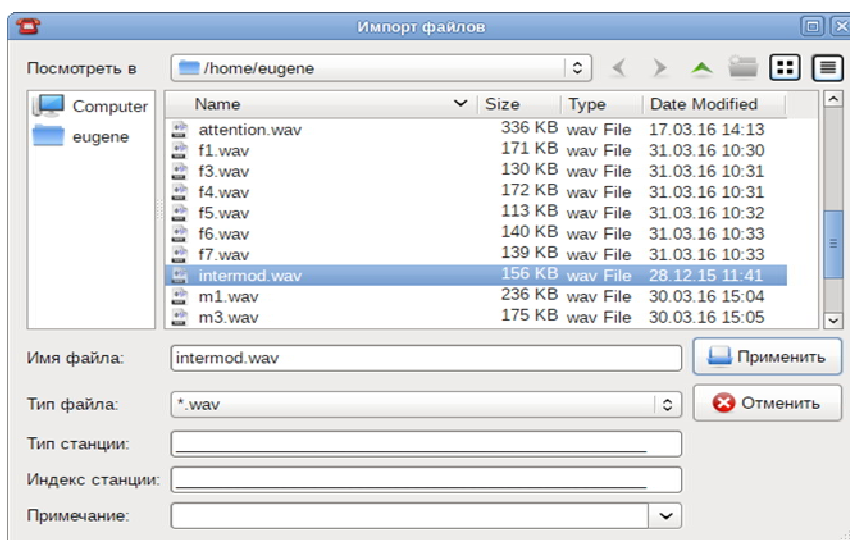 Импорт файлов
Посмотреть в /home/eugene
Computer
eugene
Name Size Type Date Modified
attention.wav 336 KB wav File 17.03.16 14:13
f1.wav 171 KB wav File 31.03.16 10:30
f3.wav 130 KB wav File 31.03.16 10:31
f4.wav 172 KB wav File 31.03.16 10:31
f5.wav 113 KB wav File 31.03.16 10:32
f6.wav 140 KB wav File 31.03.16 10:33
f7.wav 139 KB wav File 31.03.16 10:33
intermod.wav 156 KB wav File 28.12.15 11:41
m1.wav 236 KB wav File 30.03.16 15:04
m3.wav 175 KB wav File 30.03.16 15:05
Имя файла: intermod.wav Применить
Тип файла: *.wav Отменить
Тип станции:
Индекс станции:
Примечание: